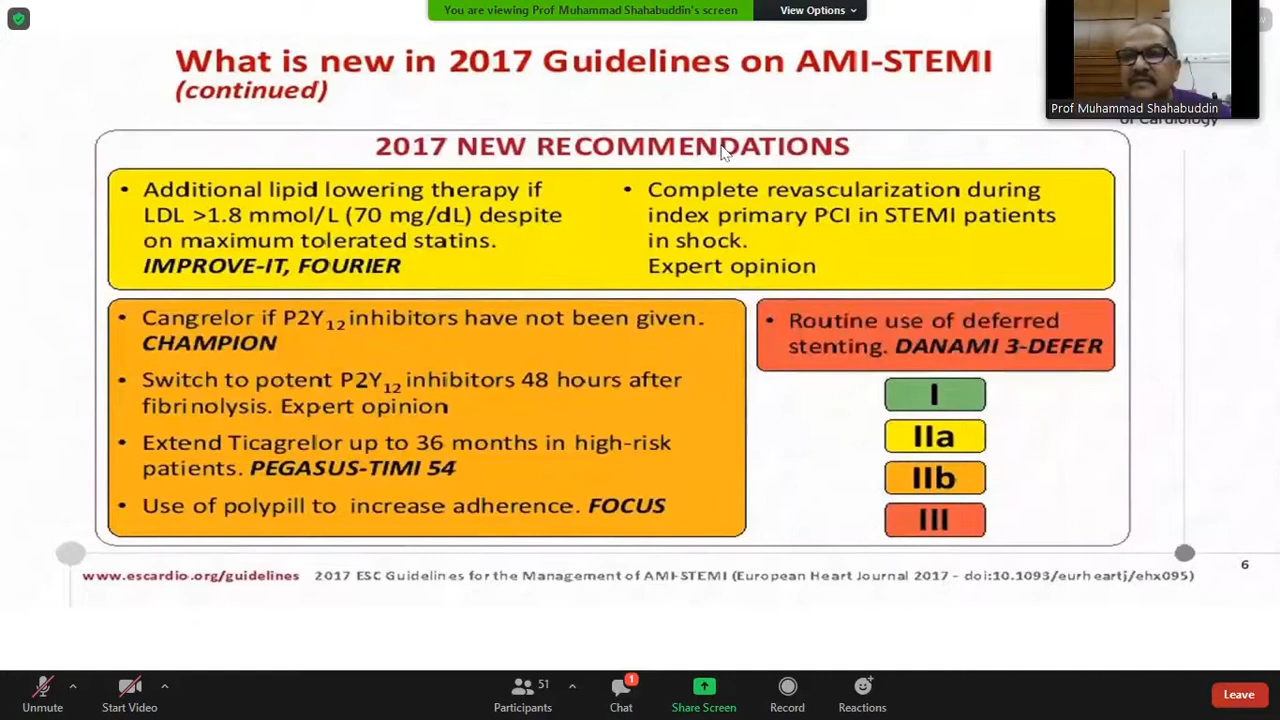 You are viewing Prof Muhammad Shahabuddin's screen
View Options
What is new in 2017 Guidelines on AMI-STEMI
(continued)
Prof Muhammad Shahabuddin
of Cardiology
2017 NEW RECOMMENDATIONS
• Additional lipid lowering therapy if
LDL >1.8 mmol/L (70 mg/dL) despite
on maximum tolerated statins.
IMPROVE-IT, FOURIER
• Complete revascularization during
index primary PCI in STEMI patients
in shock.
Expert opinion
• Cangrelor if P2Y12 inhibitors have not been given.
CHAMPION
• Switch to potent P2Y12 inhibitors 48 hours after
fibrinolysis. Expert opinion
• Extend Ticagrelor up to 36 months in high-risk
patients. PEGASUS-TIMI 54
• Use of polypill to increase adherence. FOCUS
• Routine use of deferred
stenting. DANAMI 3-DEFER
I
IIa
IIb
III
www.escardio.org/guidelines 2017 ESC Guidelines for the Management of AMI-STEMI (European Heart Journal 2017 - doi:10.1093/eurheartj/ehx095)
6
Unmute
Start Video
51
Participants
1
Chat
Share Screen
Record
Reactions
Leave